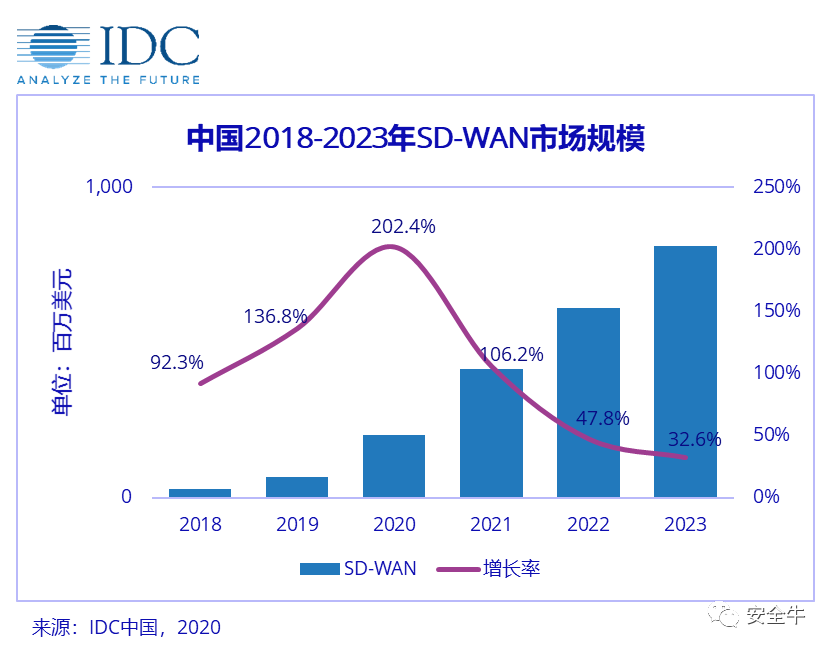 IDC
ANALYZE THE FUTURE
中国2018-2023年SD-WAN市场规模
单位：百万美元
1,000
0
250%
200%
150%
100%
50%
0%
92.3%
136.8%
202.4%
106.2%
47.8%
32.6%
2018 2019 2020 2021 2022 2023
SD-WAN 增长率
来源：IDC中国，2020
安全牛